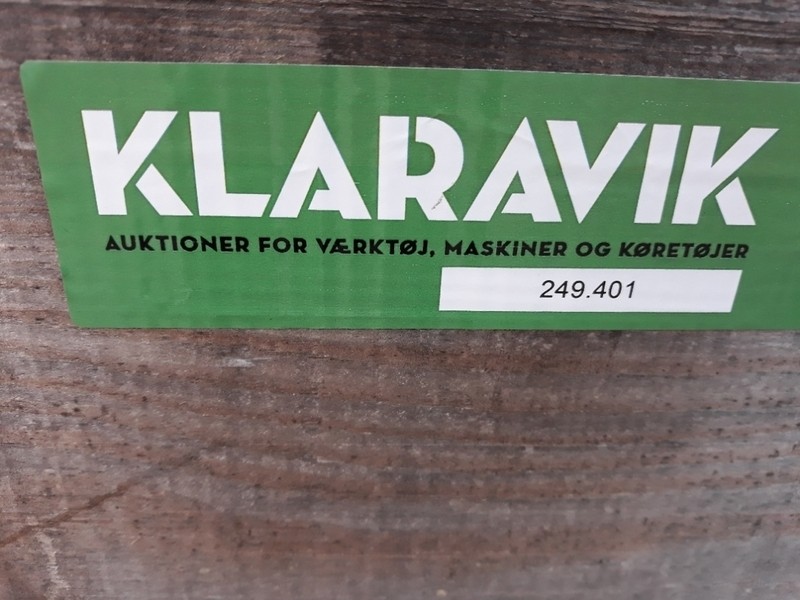 KLARAVIK
AUKTIONER FOR VÆRKTØJ, MASKINER OG KØRETØJER
249.401